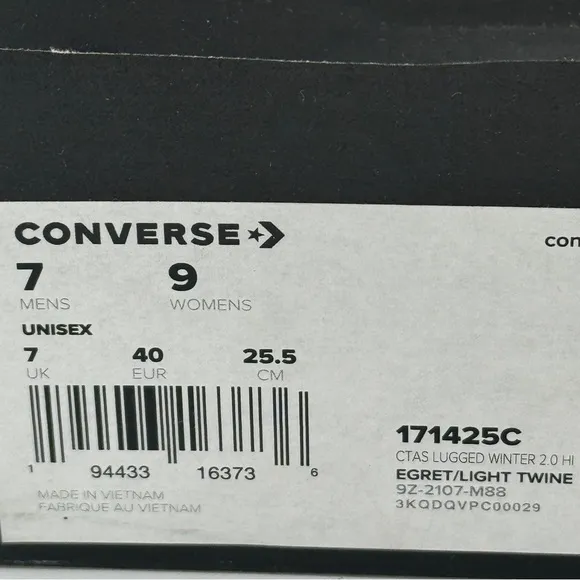 CONVERSE
con
7 9
MENS WOMENS
UNISEX
7 40 25.5
UK EUR CM
1 94433 16373 6
MADE IN VIETNAM
FABRIQUE AU VIETNAM
171425C
CTAS LUGGED WINTER 2.0 HI
EGRET/LIGHT TWINE
9Z-2107-M88
3KQDQVPC00029